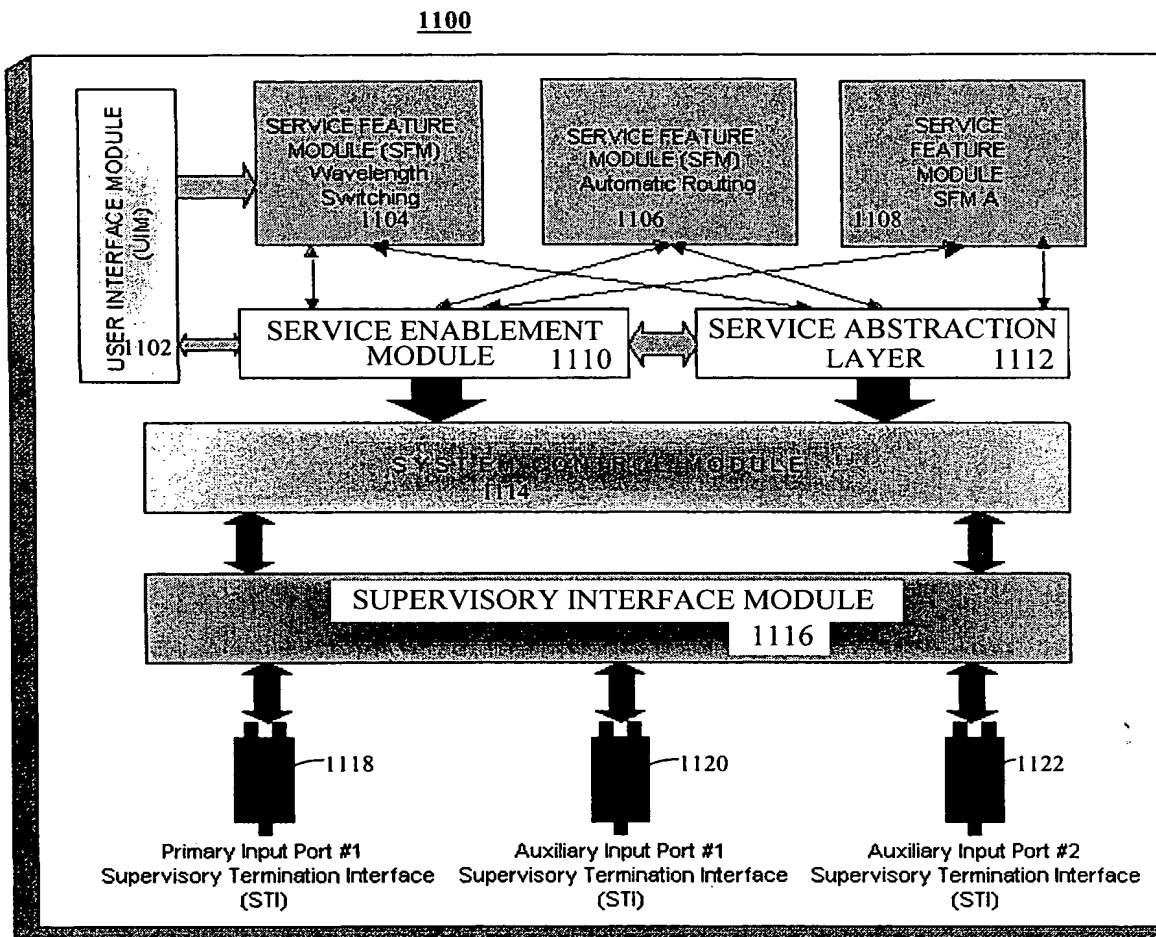 1100
USER INTERFACE MODULE
(UIM)
1102
SERVICE FEATURE
MODULE (SFM)
Wavelength
Switching
1104
SERVICE FEATURE
MODULE (SFM)
Automatic Routing
1106
SERVICE
FEATURE
MODULE
SFM A
1108
SERVICE ENABLEMENT
MODULE 1110
SERVICE ABSTRACTION
LAYER 1112
SYSTEM CONTROL MODULE
1114
SUPERVISORY INTERFACE MODULE
1116
1118
1120
1122
Primary Input Port #1
Supervisory Termination Interface
(STI)
Auxiliary Input Port #1
Supervisory Termination Interface
(STI)
Auxiliary Input Port #2
Supervisory Termination Interface
(STI)